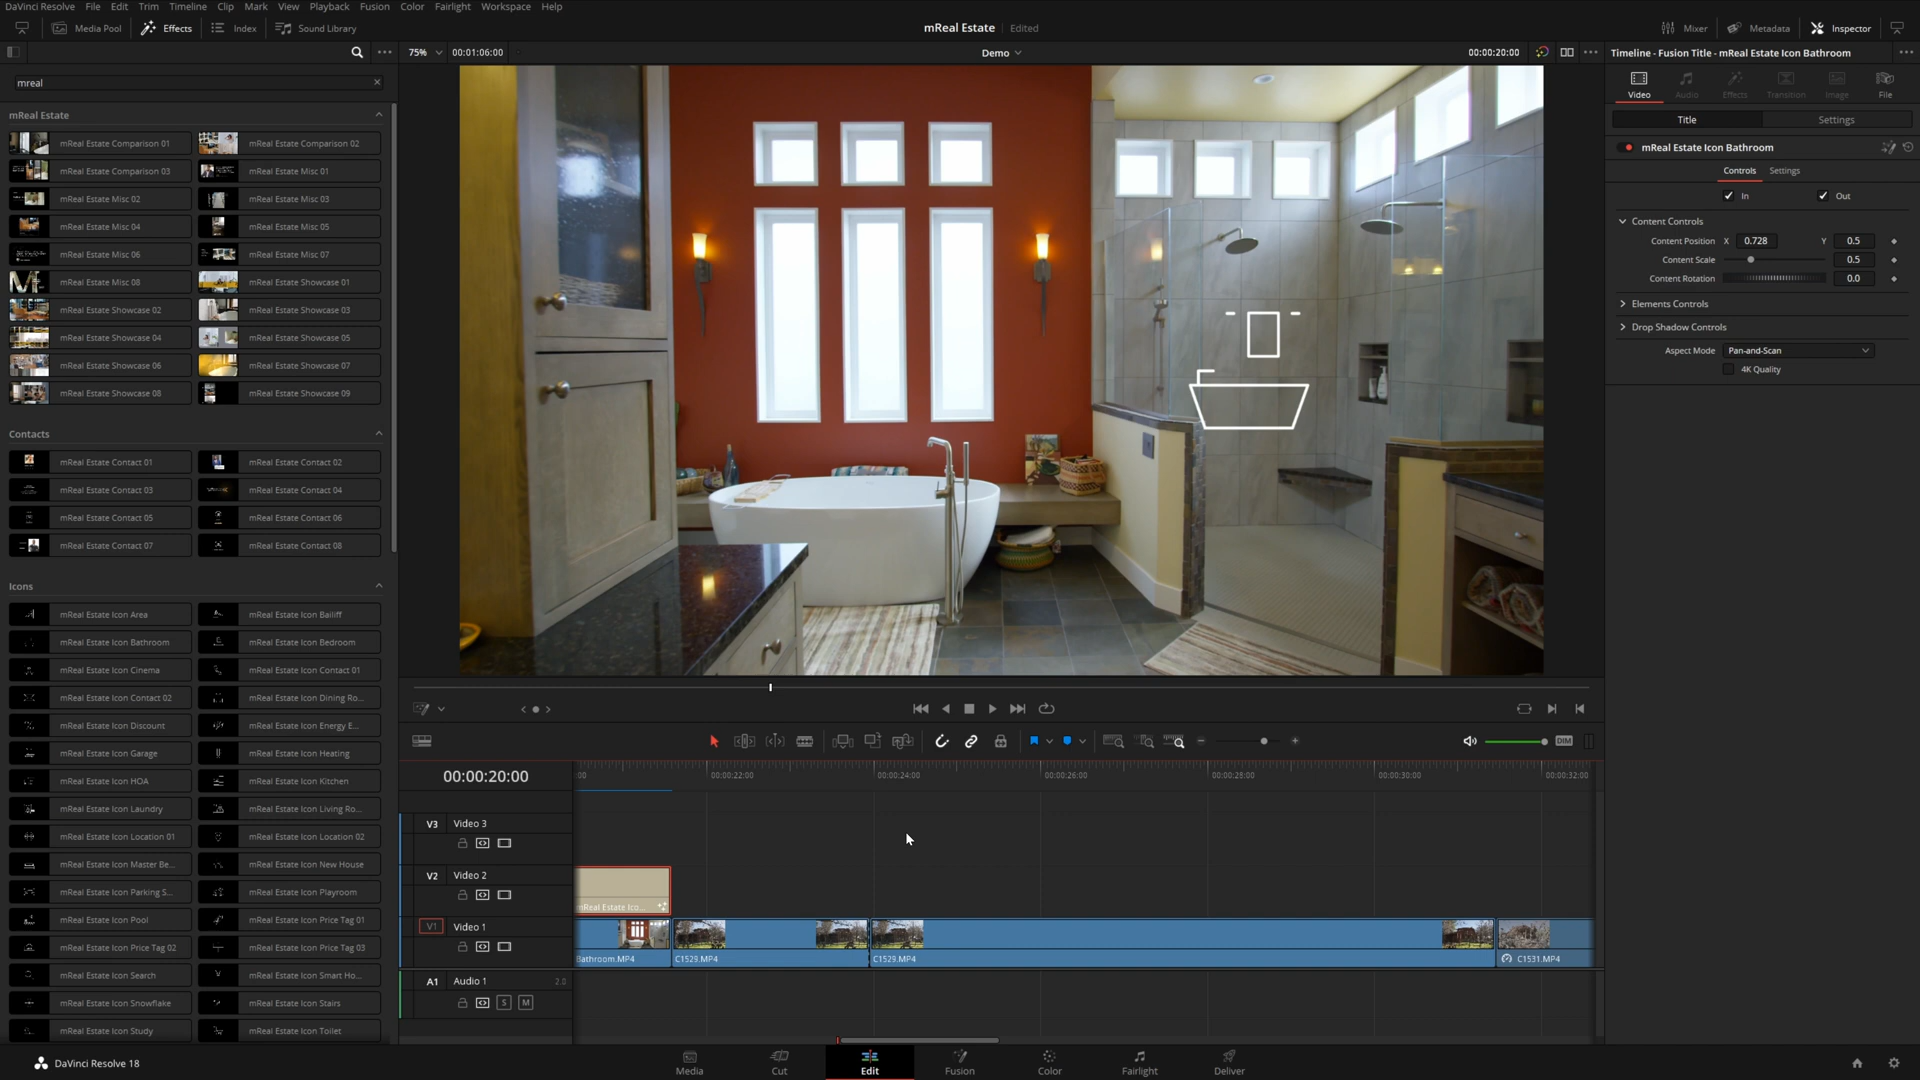 DaVinci Resolve File Edit Trim Timeline Clip Mark View Playback Fusion Color Fairlight Workspace Help
Media Pool Effects Index Sound Library mReal Estate Edited Mixer Metadata Inspector
75% 00:01:06:00 Demo 00:00:20:00 Timeline - Fusion Title - mReal Estate Icon Bathroom
mreal
mReal Estate
mReal Estate Comparison 01 mReal Estate Comparison 02
mReal Estate Comparison 03 mReal Estate Misc 01
mReal Estate Misc 02 mReal Estate Misc 03
mReal Estate Misc 04 mReal Estate Misc 05
mReal Estate Misc 06 mReal Estate Misc 07
mReal Estate Misc 08 mReal Estate Showcase 01
mReal Estate Showcase 02 mReal Estate Showcase 03
mReal Estate Showcase 04 mReal Estate Showcase 05
mReal Estate Showcase 06 mReal Estate Showcase 07
mReal Estate Showcase 08 mReal Estate Showcase 09
Contacts
mReal Estate Contact 01 mReal Estate Contact 02
mReal Estate Contact 03 mReal Estate Contact 04
mReal Estate Contact 05 mReal Estate Contact 06
mReal Estate Contact 07 mReal Estate Contact 08
Icons
mReal Estate Icon Area mReal Estate Icon Bailiff
mReal Estate Icon Bathroom mReal Estate Icon Bedroom
mReal Estate Icon Cinema mReal Estate Icon Contact 01
mReal Estate Icon Contact 02 mReal Estate Icon Dining Ro...
mReal Estate Icon Discount mReal Estate Icon Energy E...
mReal Estate Icon Garage mReal Estate Icon Heating
mReal Estate Icon HOA mReal Estate Icon Kitchen
mReal Estate Icon Laundry mReal Estate Icon Living Ro...
mReal Estate Icon Location 01 mReal Estate Icon Location 02
mReal Estate Icon Master Be... mReal Estate Icon New House
mReal Estate Icon Parking S... mReal Estate Icon Playroom
mReal Estate Icon Pool mReal Estate Icon Price Tag 01
mReal Estate Icon Price Tag 02 mReal Estate Icon Price Tag 03
mReal Estate Icon Search mReal Estate Icon Smart Ho...
mReal Estate Icon Snowflake mReal Estate Icon Stairs
mReal Estate Icon Study mReal Estate Icon Toilet
Video Audio Effects Transition Image File
Title Settings
mReal Estate Icon Bathroom
Controls Settings
In Out
Content Controls
Content Position X 0.728 Y 0.5
Content Scale 0.5
Content Rotation 0.0
Elements Controls
Drop Shadow Controls
Aspect Mode Pan-and-Scan
4K Quality
DIM
00:00:20:00 :00 00:00:22:00 00:00:24:00 00:00:26:00 00:00:28:00 00:00:30:00 00:00:32:00
V3 Video 3
V2 Video 2
mReal Estate Ico...
V1 Video 1
Bathroom.MP4 C1529.MP4 C1529.MP4 C1531.MP4
A1 Audio 1 2.0
S M
DaVinci Resolve 18 Media Cut Edit Fusion Color Fairlight Deliver